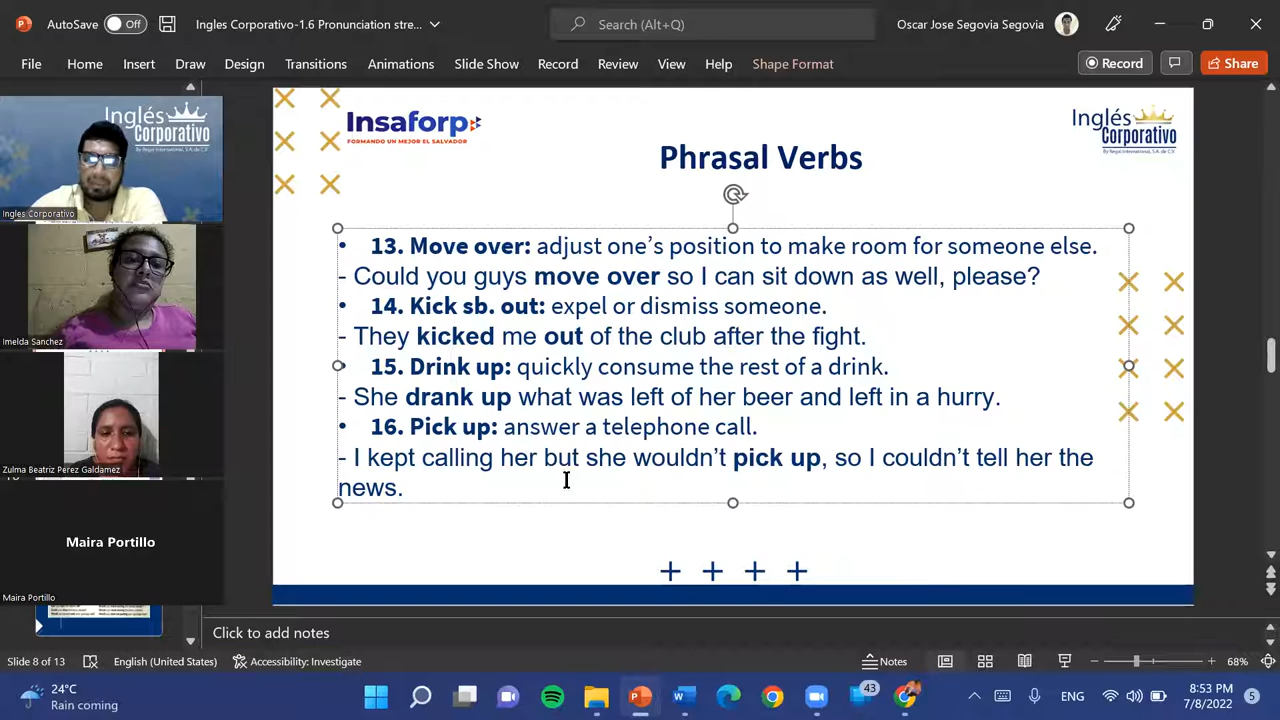 AutoSave Off Ingles Corporativo-1.6 Pronunciation stre... Search (Alt+Q) Oscar Jose Segovia Segovia
File Home Insert Draw Design Transitions Animations Slide Show Record Review View Help Shape Format Record Share
Inglés
Corporativo
Ingles Corporativo
Imelda Sanchez
Zulma Beatriz Perez Galdamez
Maira Portillo
Maira Portillo
Insaforp
FORMANDO UN MEJOR EL SALVADOR
Inglés
Corporativo
By Regal International, S.A. de C.V.
Phrasal Verbs
• 13. Move over: adjust one’s position to make room for someone else.
- Could you guys move over so I can sit down as well, please?
• 14. Kick sb. out: expel or dismiss someone.
- They kicked me out of the club after the fight.
• 15. Drink up: quickly consume the rest of a drink.
- She drank up what was left of her beer and left in a hurry.
• 16. Pick up: answer a telephone call.
- I kept calling her but she wouldn’t pick up, so I couldn’t tell her the
news.
+ + + +
Click to add notes
Slide 8 of 13 English (United States) Accessibility: Investigate Notes 68%
24°C
Rain coming
43
ENG
8:53 PM
7/8/2022
5